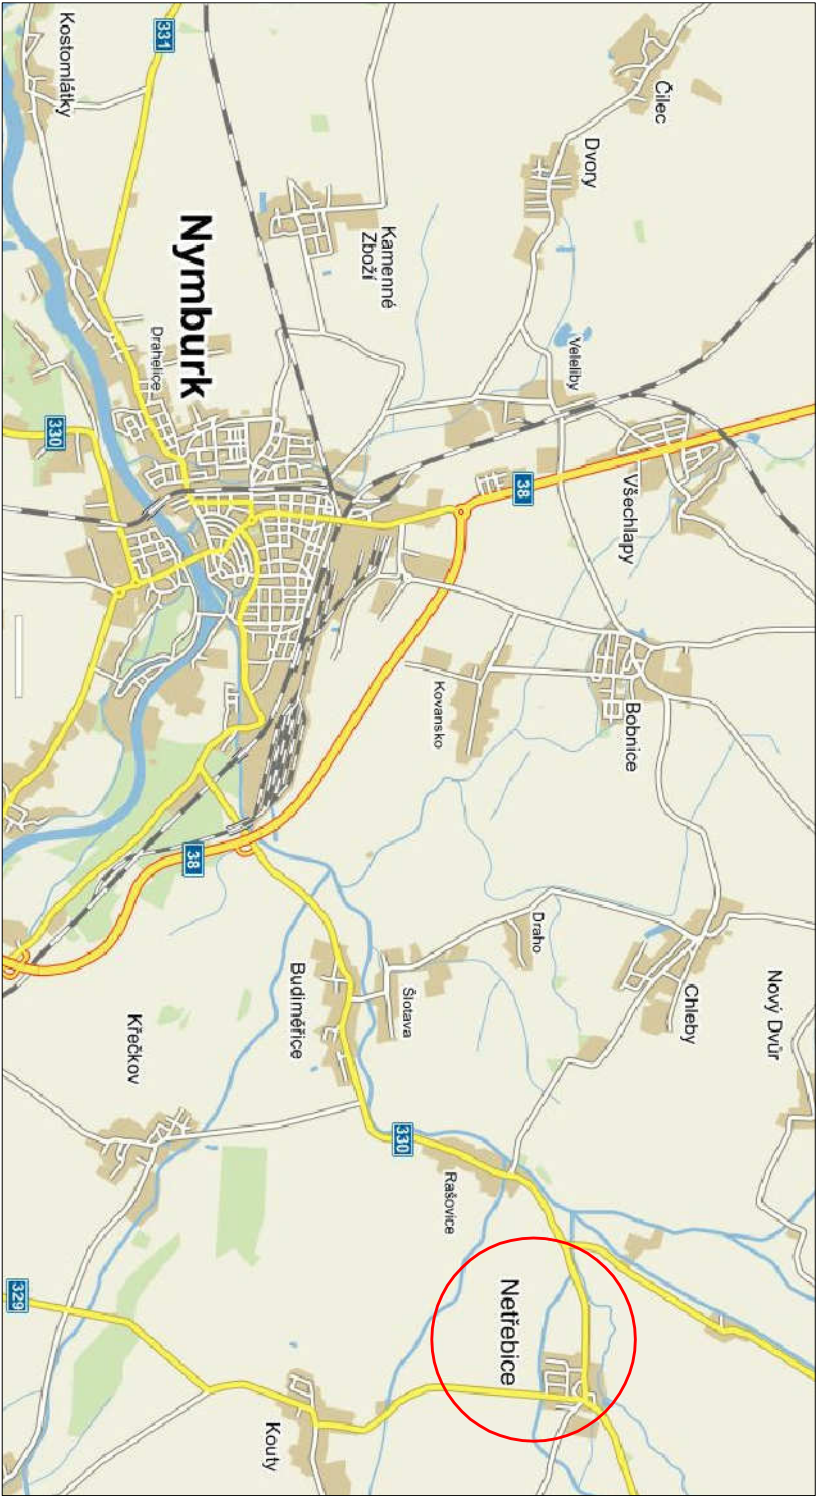 Nový Dvůr
Chleby
Čilec
Všechlapy
Bobnice
Dvory
Veleliby
Draho
38
Netřebice
Rašovice
Kovansko
Šlotava
330
Kamenné
Zboží
Budiměřice
Kouty
Nymburk
38
331
Drahelice
Křečkov
Kostomlátky
330
329